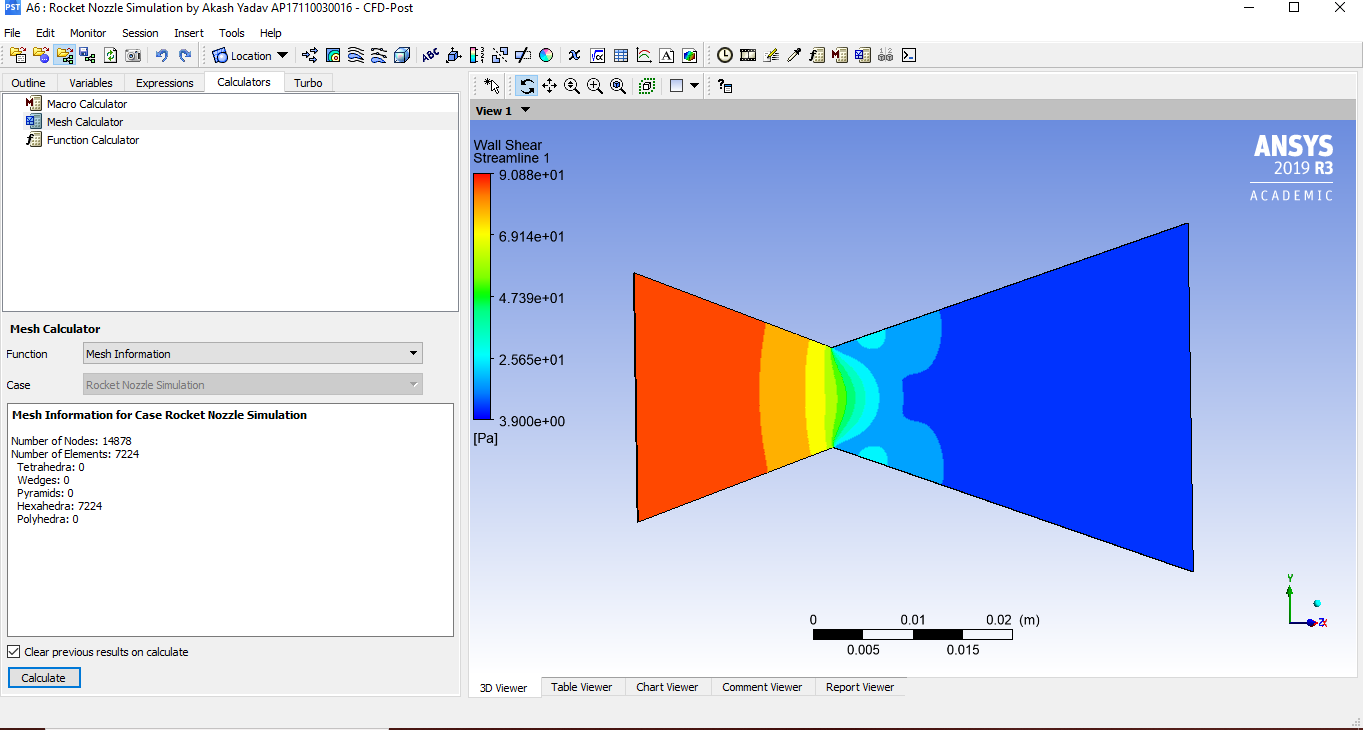 A6 : Rocket Nozzle Simulation by Akash Yadav AP17110030016 - CFD-Post
File Edit Monitor Session Insert Tools Help
Location
Outline Variables Expressions Calculators Turbo
Macro Calculator
Mesh Calculator
Function Calculator
Mesh Calculator
Function Mesh Information
Case Rocket Nozzle Simulation
Mesh Information for Case Rocket Nozzle Simulation
Number of Nodes: 14878
Number of Elements: 7224
Tetrahedra: 0
Wedges: 0
Pyramids: 0
Hexahedra: 7224
Polyhedra: 0
Clear previous results on calculate
Calculate
View 1
Wall Shear
Streamline 1
9.088e+01
6.914e+01
4.739e+01
2.565e+01
3.900e+00
[Pa]
ANSYS
2019 R3
ACADEMIC
0 0.01 0.02 (m)
0.005 0.015
Y
Z X
3D Viewer Table Viewer Chart Viewer Comment Viewer Report Viewer